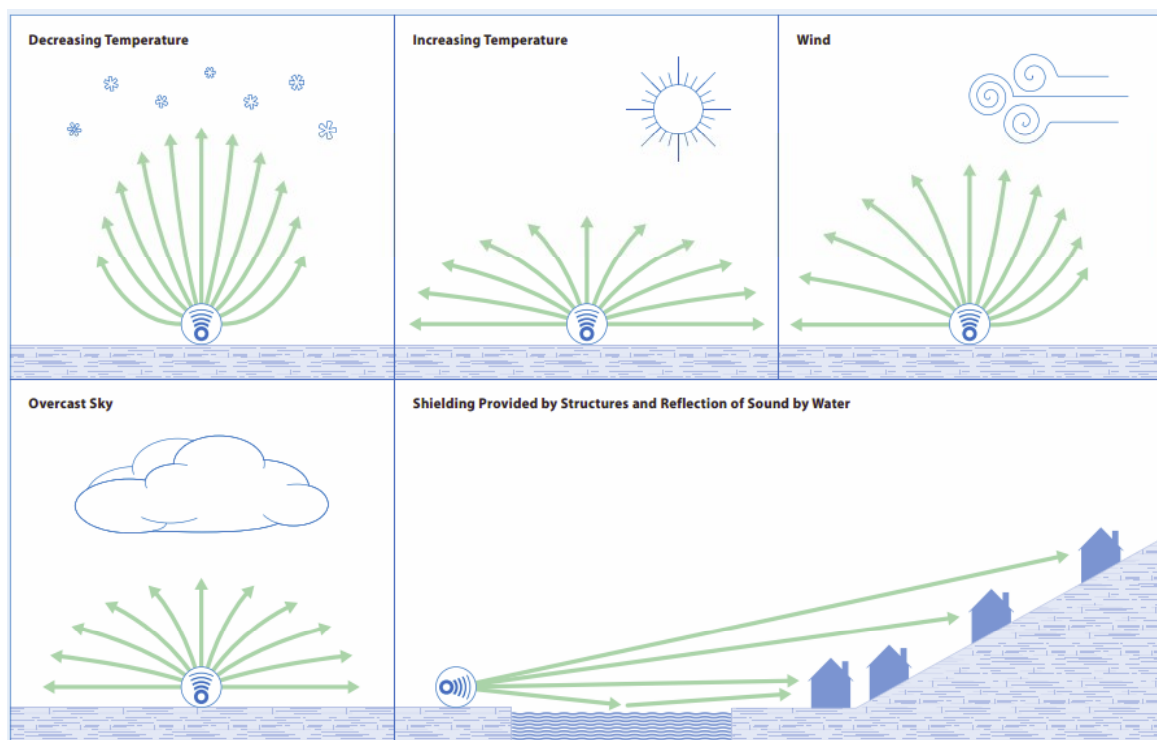 Decreasing Temperature
Increasing Temperature
Wind
Overcast Sky
Shielding Provided by Structures and Reflection of Sound by Water